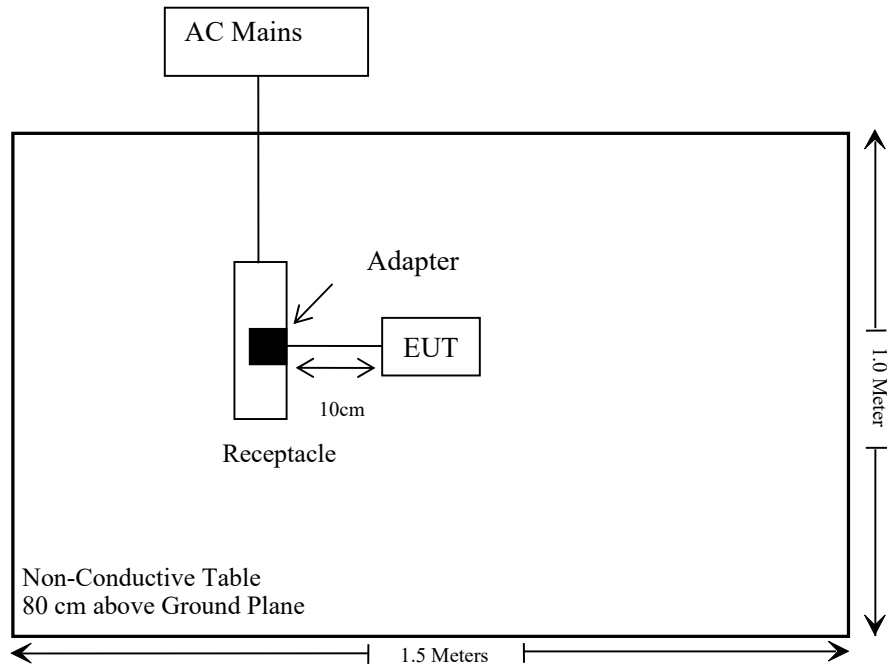 AC Mains
Adapter
EUT
10cm
Receptacle
1.0 Meter
Non-Conductive Table
80 cm above Ground Plane
1.5 Meters